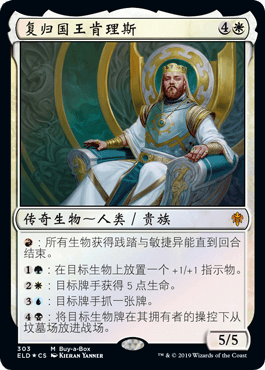 复归国王肯理斯 4
传奇生物～人类 / 贵族
：所有生物获得践踏与敏捷异能直到回合
结束。
1 ：在目标生物上放置一个 +1/+1 指示物。
2 ：目标牌手获得 5 点生命。
3 ：目标牌手抓一张牌。
4 ：将目标生物牌在其拥有者的操控下从
坟墓场放进战场。
5/5
303 M Buy-a-Box
ELD CS KIERAN YANNER
™ & © 2019 Wizards of the Coast